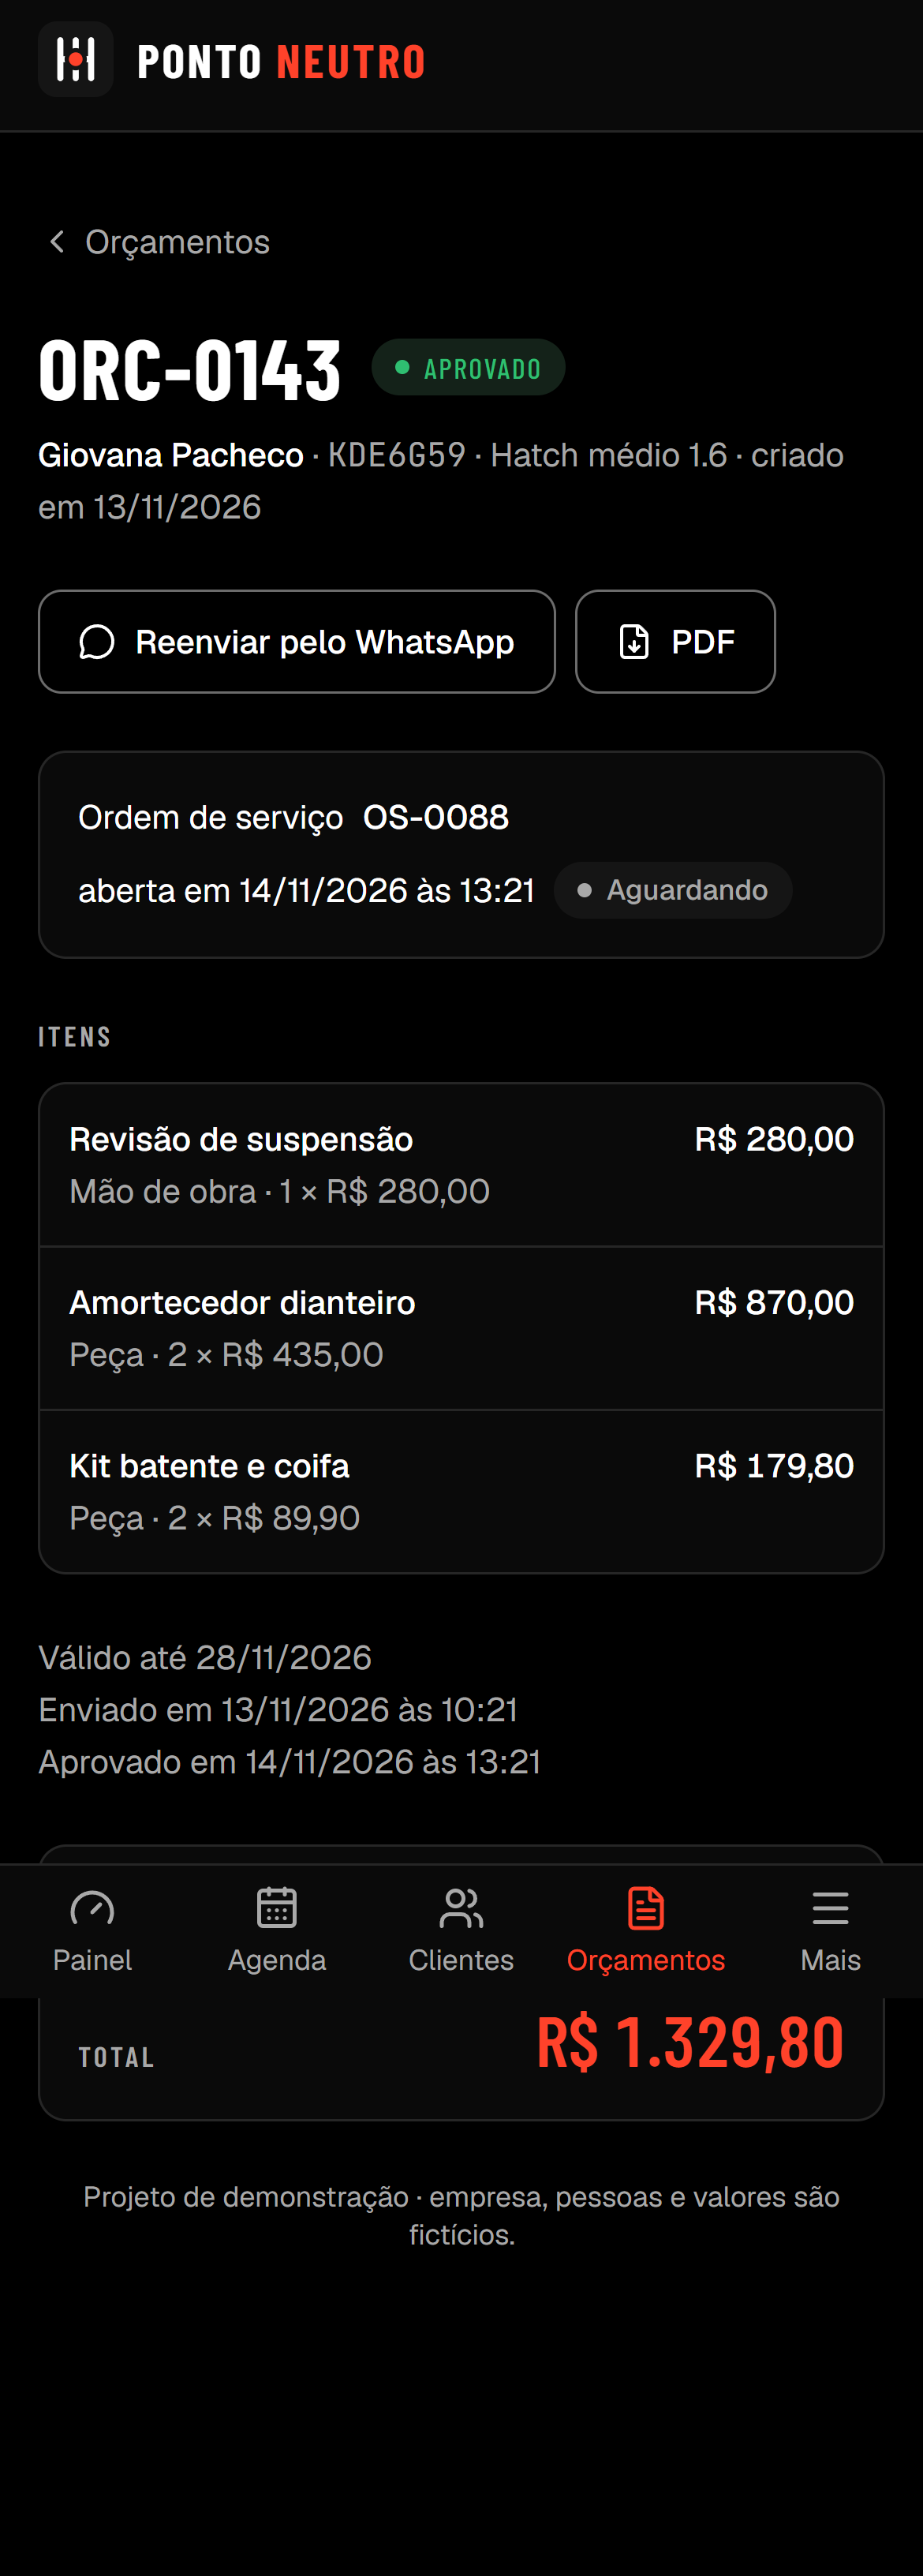 PONTO NEUTRO
Orçamentos
ORC-0143
APROVADO
Giovana Pacheco · KDE6G59 · Hatch médio 1.6 · criado
em 13/11/2026
Reenviar pelo WhatsApp
PDF
Ordem de serviço OS-0088
aberta em 14/11/2026 às 13:21
Aguardando
ITENS
Revisão de suspensão R$ 280,00
Mão de obra · 1 × R$ 280,00
Amortecedor dianteiro R$ 870,00
Peça · 2 × R$ 435,00
Kit batente e coifa R$ 179,80
Peça · 2 × R$ 89,90
Válido até 28/11/2026
Enviado em 13/11/2026 às 10:21
Aprovado em 14/11/2026 às 13:21
Painel Agenda Clientes Orçamentos Mais
TOTAL R$ 1.329,80
Projeto de demonstração · empresa, pessoas e valores são
fictícios.